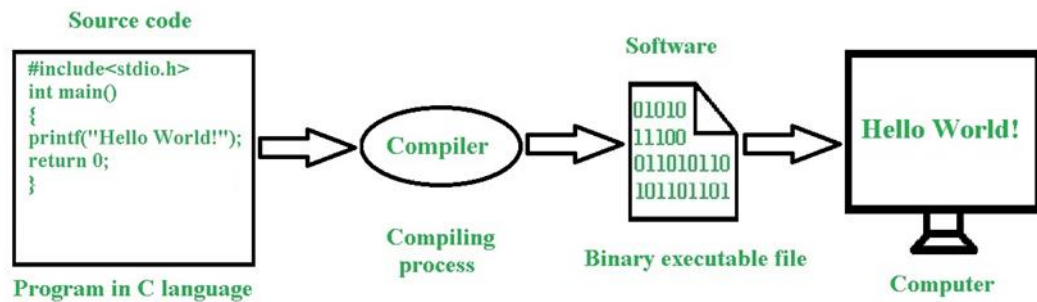 Source code
#include<stdio.h>
int main()
{
printf("Hello World!");
return 0;
}
Program in C language
Compiler
Compiling
process
Software
01010
11100
011010110
101101101
Binary executable file
Hello World!
Computer